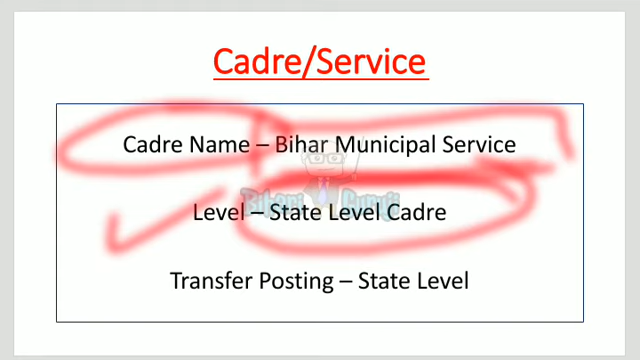 Cadre/Service
Cadre Name – Bihar Municipal Service
Level – State Level Cadre
Transfer Posting – State Level